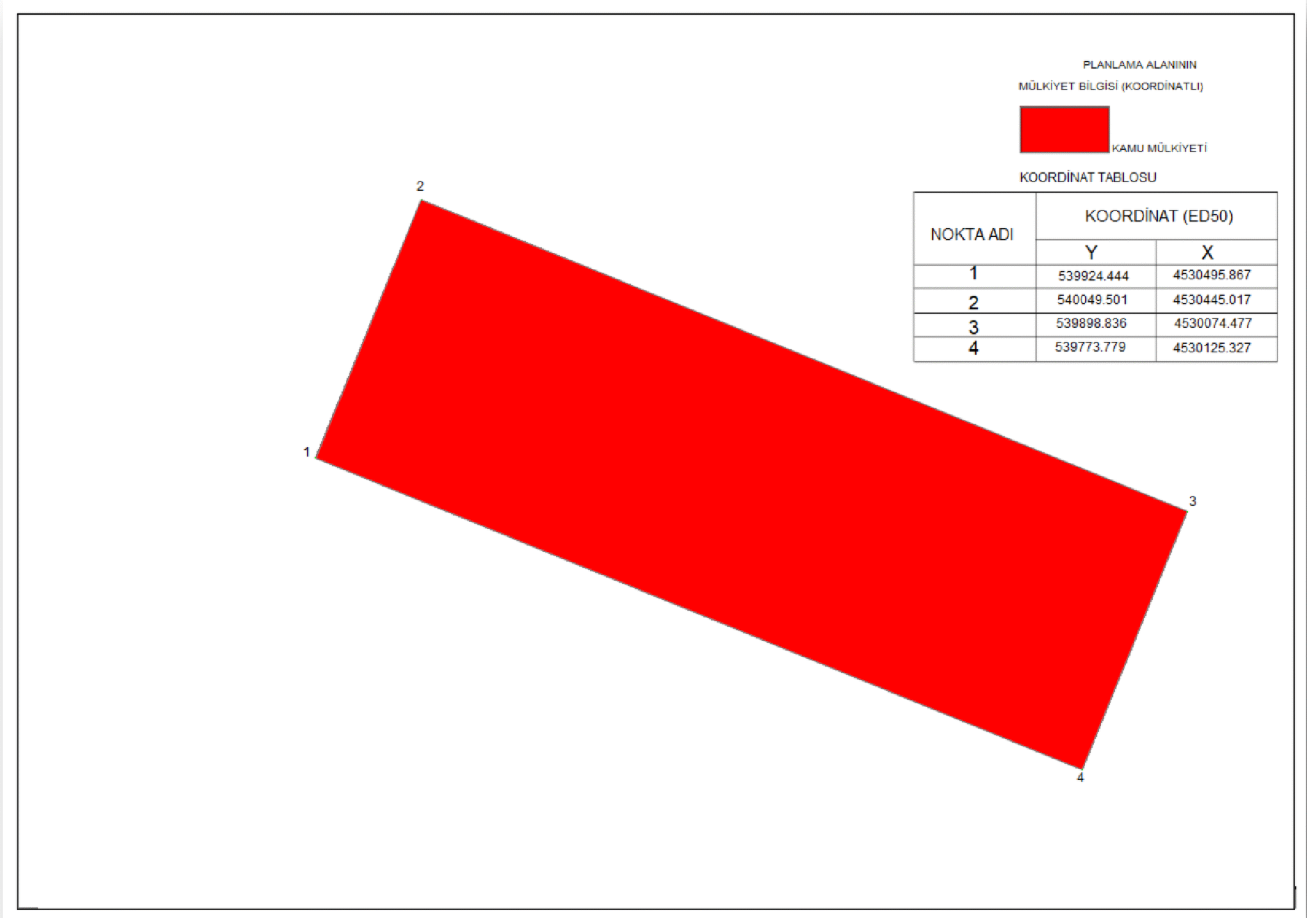 PLANLAMA ALANININ
MÜLKİYET BİLGİSİ (KOORDİNATLI)
KAMU MÜLKİYETİ
KOORDİNAT TABLOSU
NOKTA ADI KOORDİNAT (ED50)
Y X
1 539924.444 4530495.867
2 540049.501 4530445.017
3 539898.836 4530074.477
4 539773.779 4530125.327
2
1
3
4